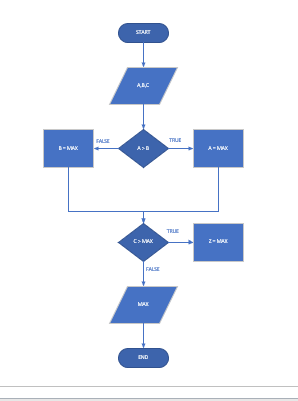 START
A,B,C
FALSE
TRUE
B = MAX
A > B
A = MAX
TRUE
C > MAX
Z = MAX
FALSE
MAX
END